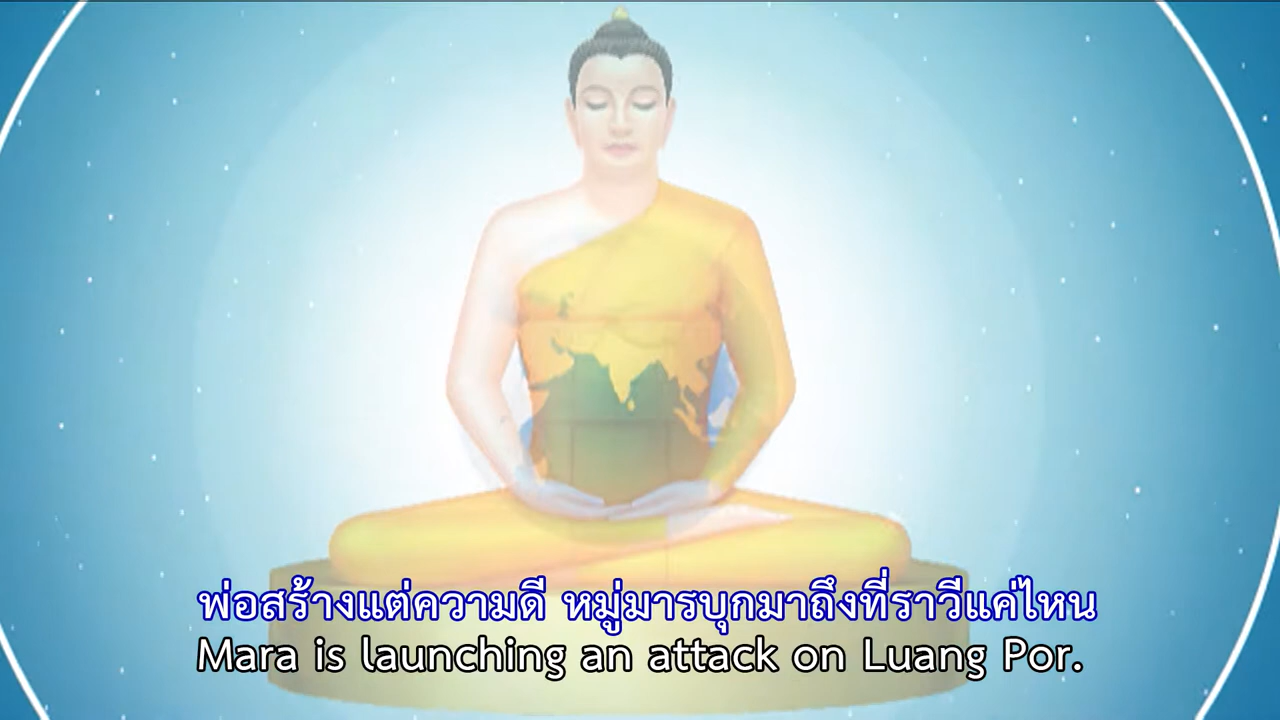 พ่อสร้างแต่ความดี หมู่มารบุกมาถึงที่ราวีแค่ไหน
Mara is launching an attack on Luang Por.